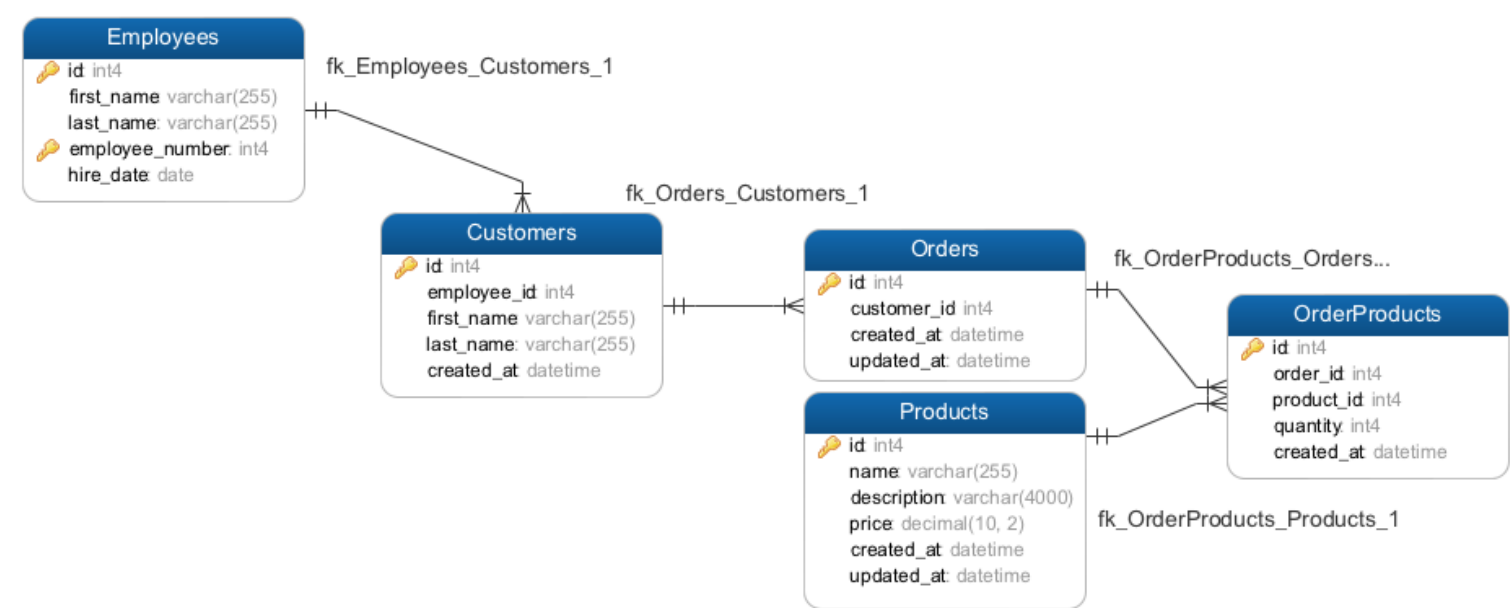 Employees
id: int4
first_name varchar(255)
last_name: varchar(255)
employee_number: int4
hire_date: date
fk_Employees_Customers_1
Customers
id: int4
employee_id: int4
first_name varchar(255)
last_name: varchar(255)
created_at: datetime
fk_Orders_Customers_1
Orders
id: int4
customer_id: int4
created_at: datetime
updated_at: datetime
fk_OrderProducts_Orders...
OrderProducts
id: int4
order_id: int4
product_id: int4
quantity: int4
created_at: datetime
Products
id: int4
name: varchar(255)
description: varchar(4000)
price: decimal(10, 2)
created_at: datetime
updated_at: datetime
fk_OrderProducts_Products_1